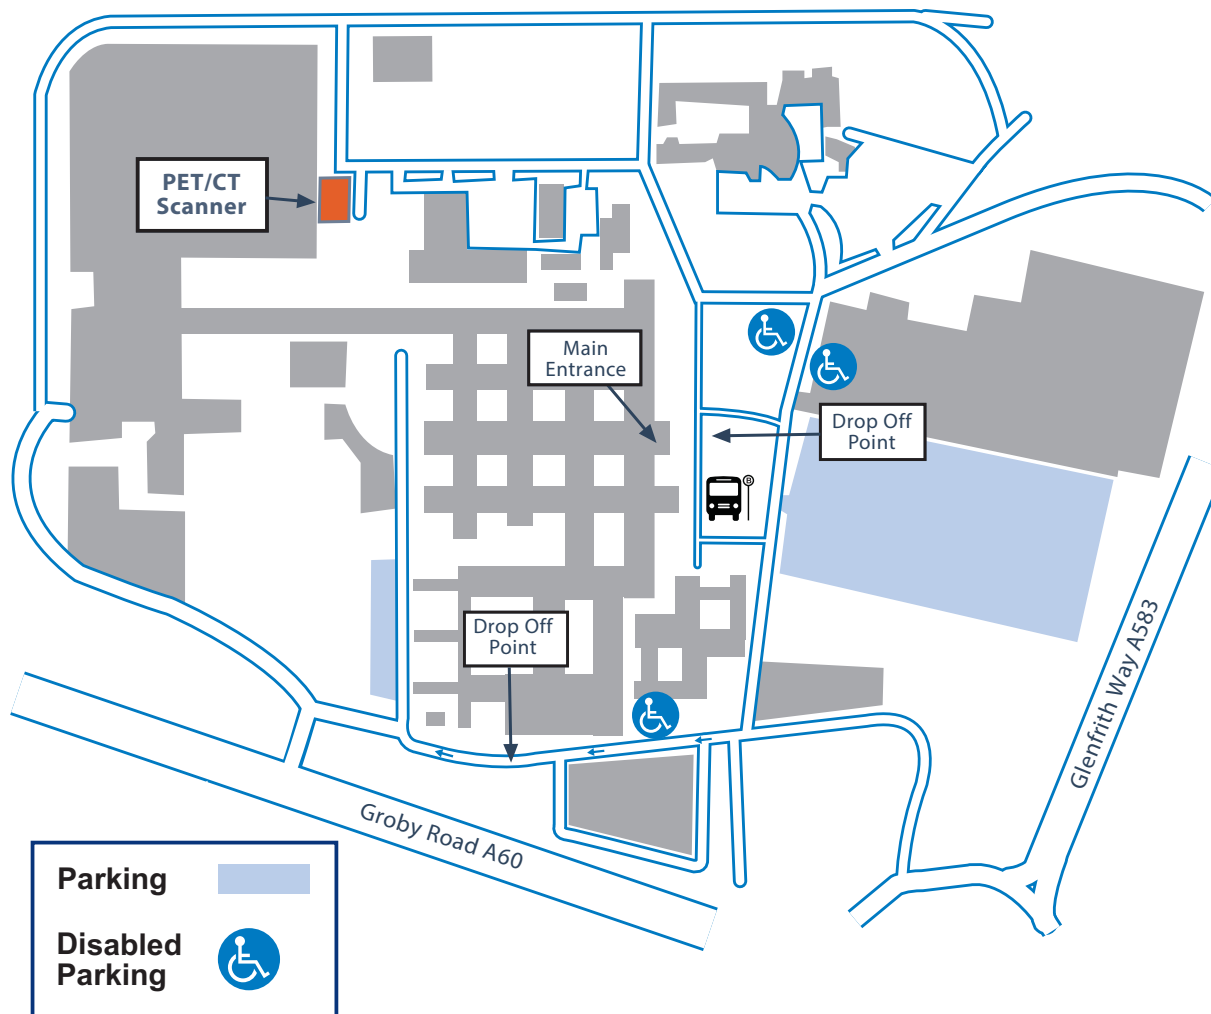 PET/CT
Scanner
Main
Entrance
Drop Off
Point
B
Drop Off
Point
Glenfrith Way A583
Groby Road A60
Parking
Disabled
Parking